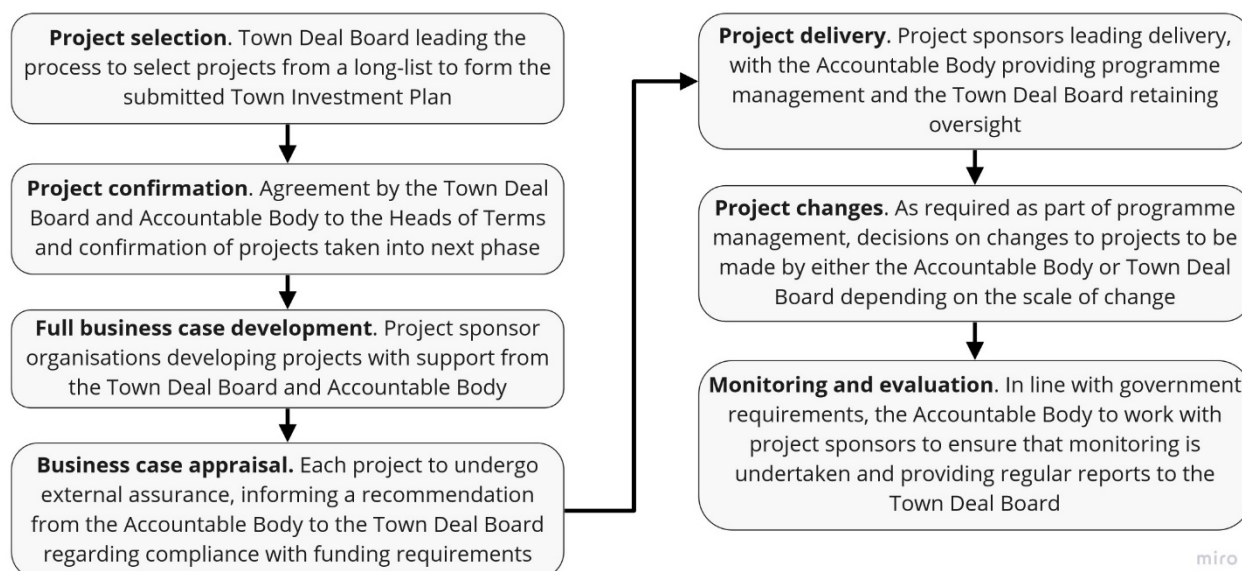 Project selection. Town Deal Board leading the
process to select projects from a long-list to form the
submitted Town Investment Plan
Project confirmation. Agreement by the Town Deal
Board and Accountable Body to the Heads of Terms
and confirmation of projects taken into next phase
Full business case development. Project sponsor
organisations developing projects with support from
the Town Deal Board and Accountable Body
Business case appraisal. Each project to undergo
external assurance, informing a recommendation
from the Accountable Body to the Town Deal Board
regarding compliance with funding requirements
Project delivery. Project sponsors leading delivery,
with the Accountable Body providing programme
management and the Town Deal Board retaining
oversight
Project changes. As required as part of programme
management, decisions on changes to projects to be
made by either the Accountable Body or Town Deal
Board depending on the scale of change
Monitoring and evaluation. In line with government
requirements, the Accountable Body to work with
project sponsors to ensure that monitoring is
undertaken and providing regular reports to the
Town Deal Board
miro